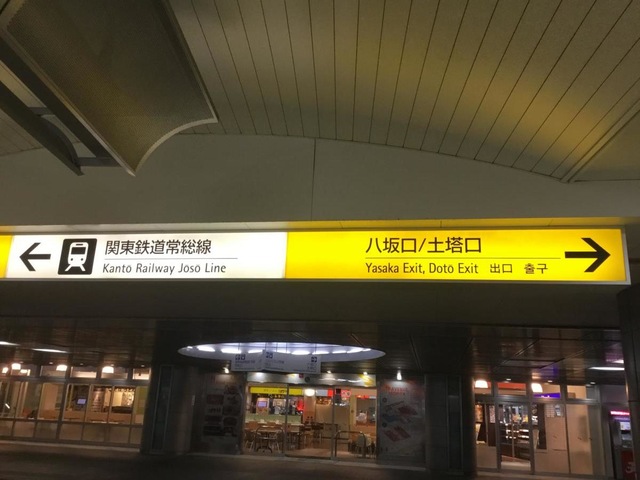 関東鉄道常総線
Kanto Railway Joso Line
八坂口/土塔口
Yasaka Exit, Doto Exit 出口 출구